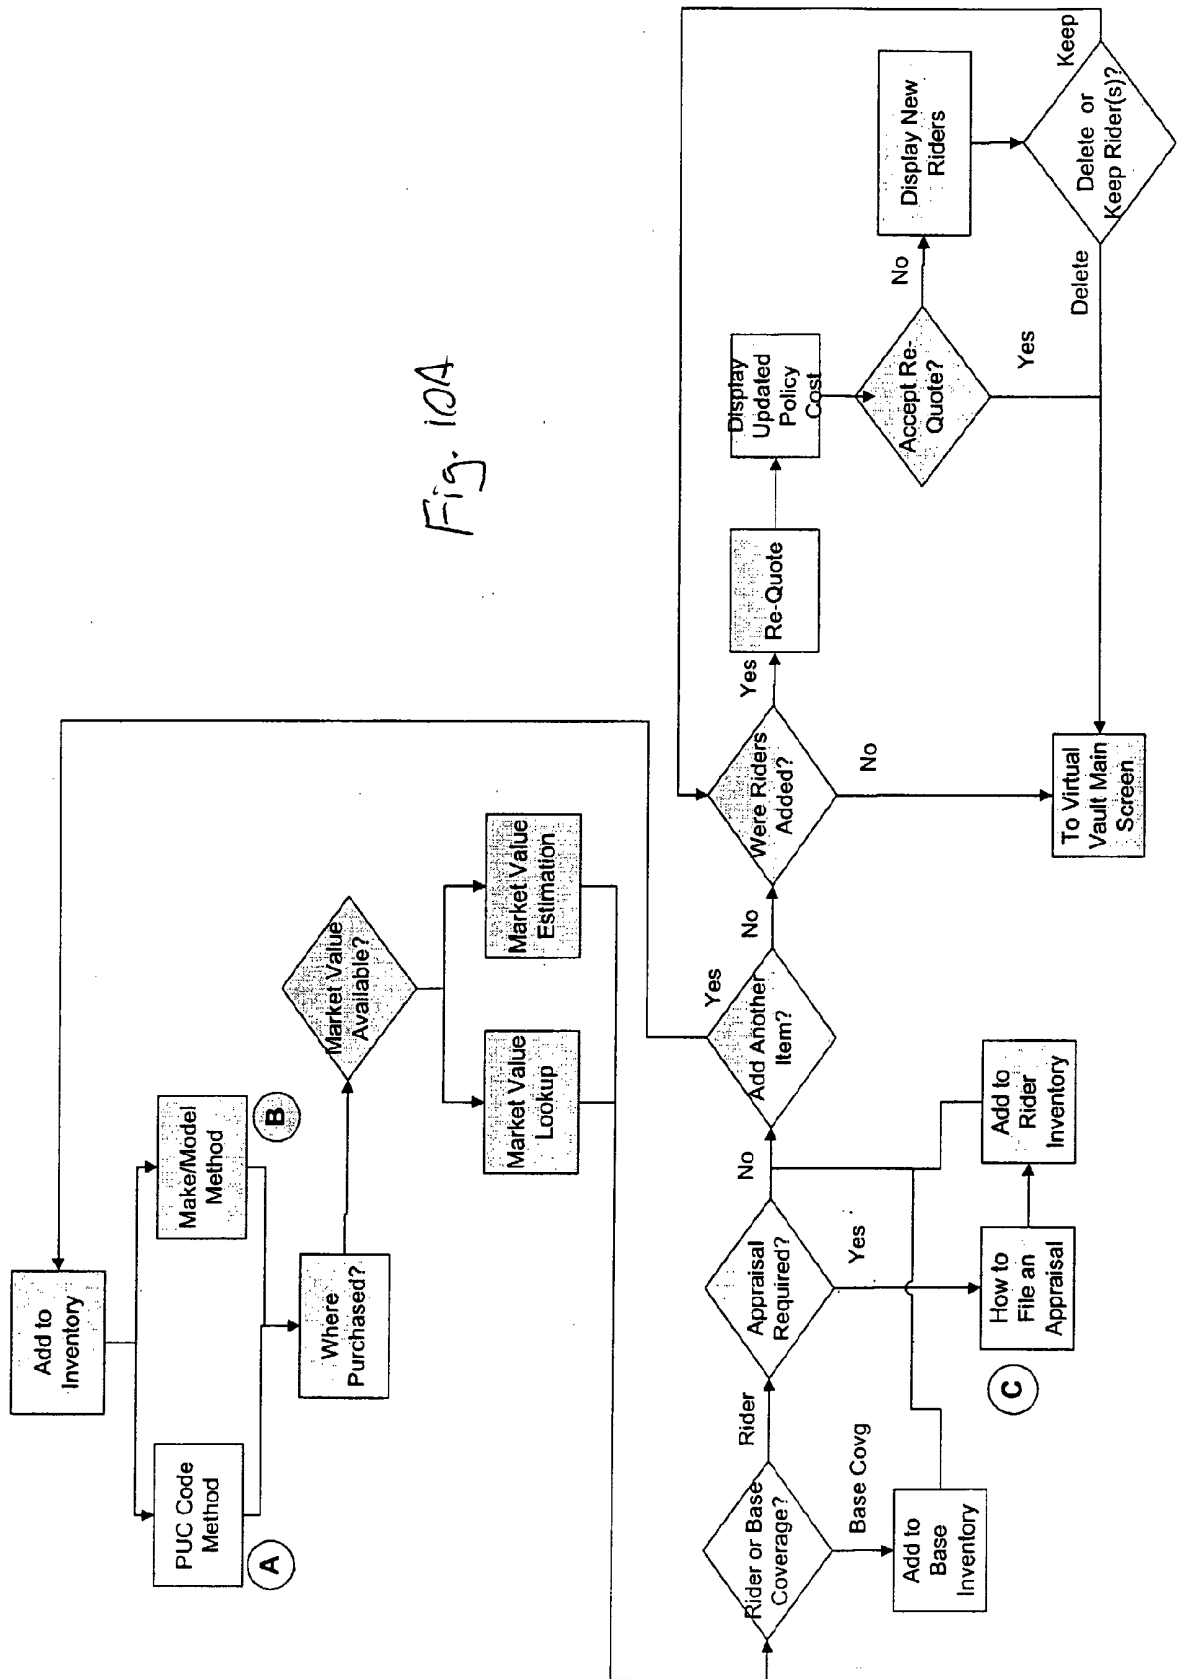 Add to
Inventory
PUC Code
Method
A
Make/Model
Method
B
Where
Purchased?
Market Value
Available?
Market Value
Lookup
Market Value
Estimation
Fig. 10A
Rider or Base
Coverage?
Rider
Base Covg
Add to
Base
Inventory
Appraisal
Required?
No
Yes
C
How to
File an
Appraisal
Add to
Rider
Inventory
Add Another
Item?
Yes
No
Were Riders
Added?
Yes
No
To Virtual
Vault Main
Screen
Re-Quote
Display
Updated
Policy
Cost
Accept Re-
Quote?
No
Yes
Display New
Riders
Delete or
Keep Rider(s)?
Delete
Keep